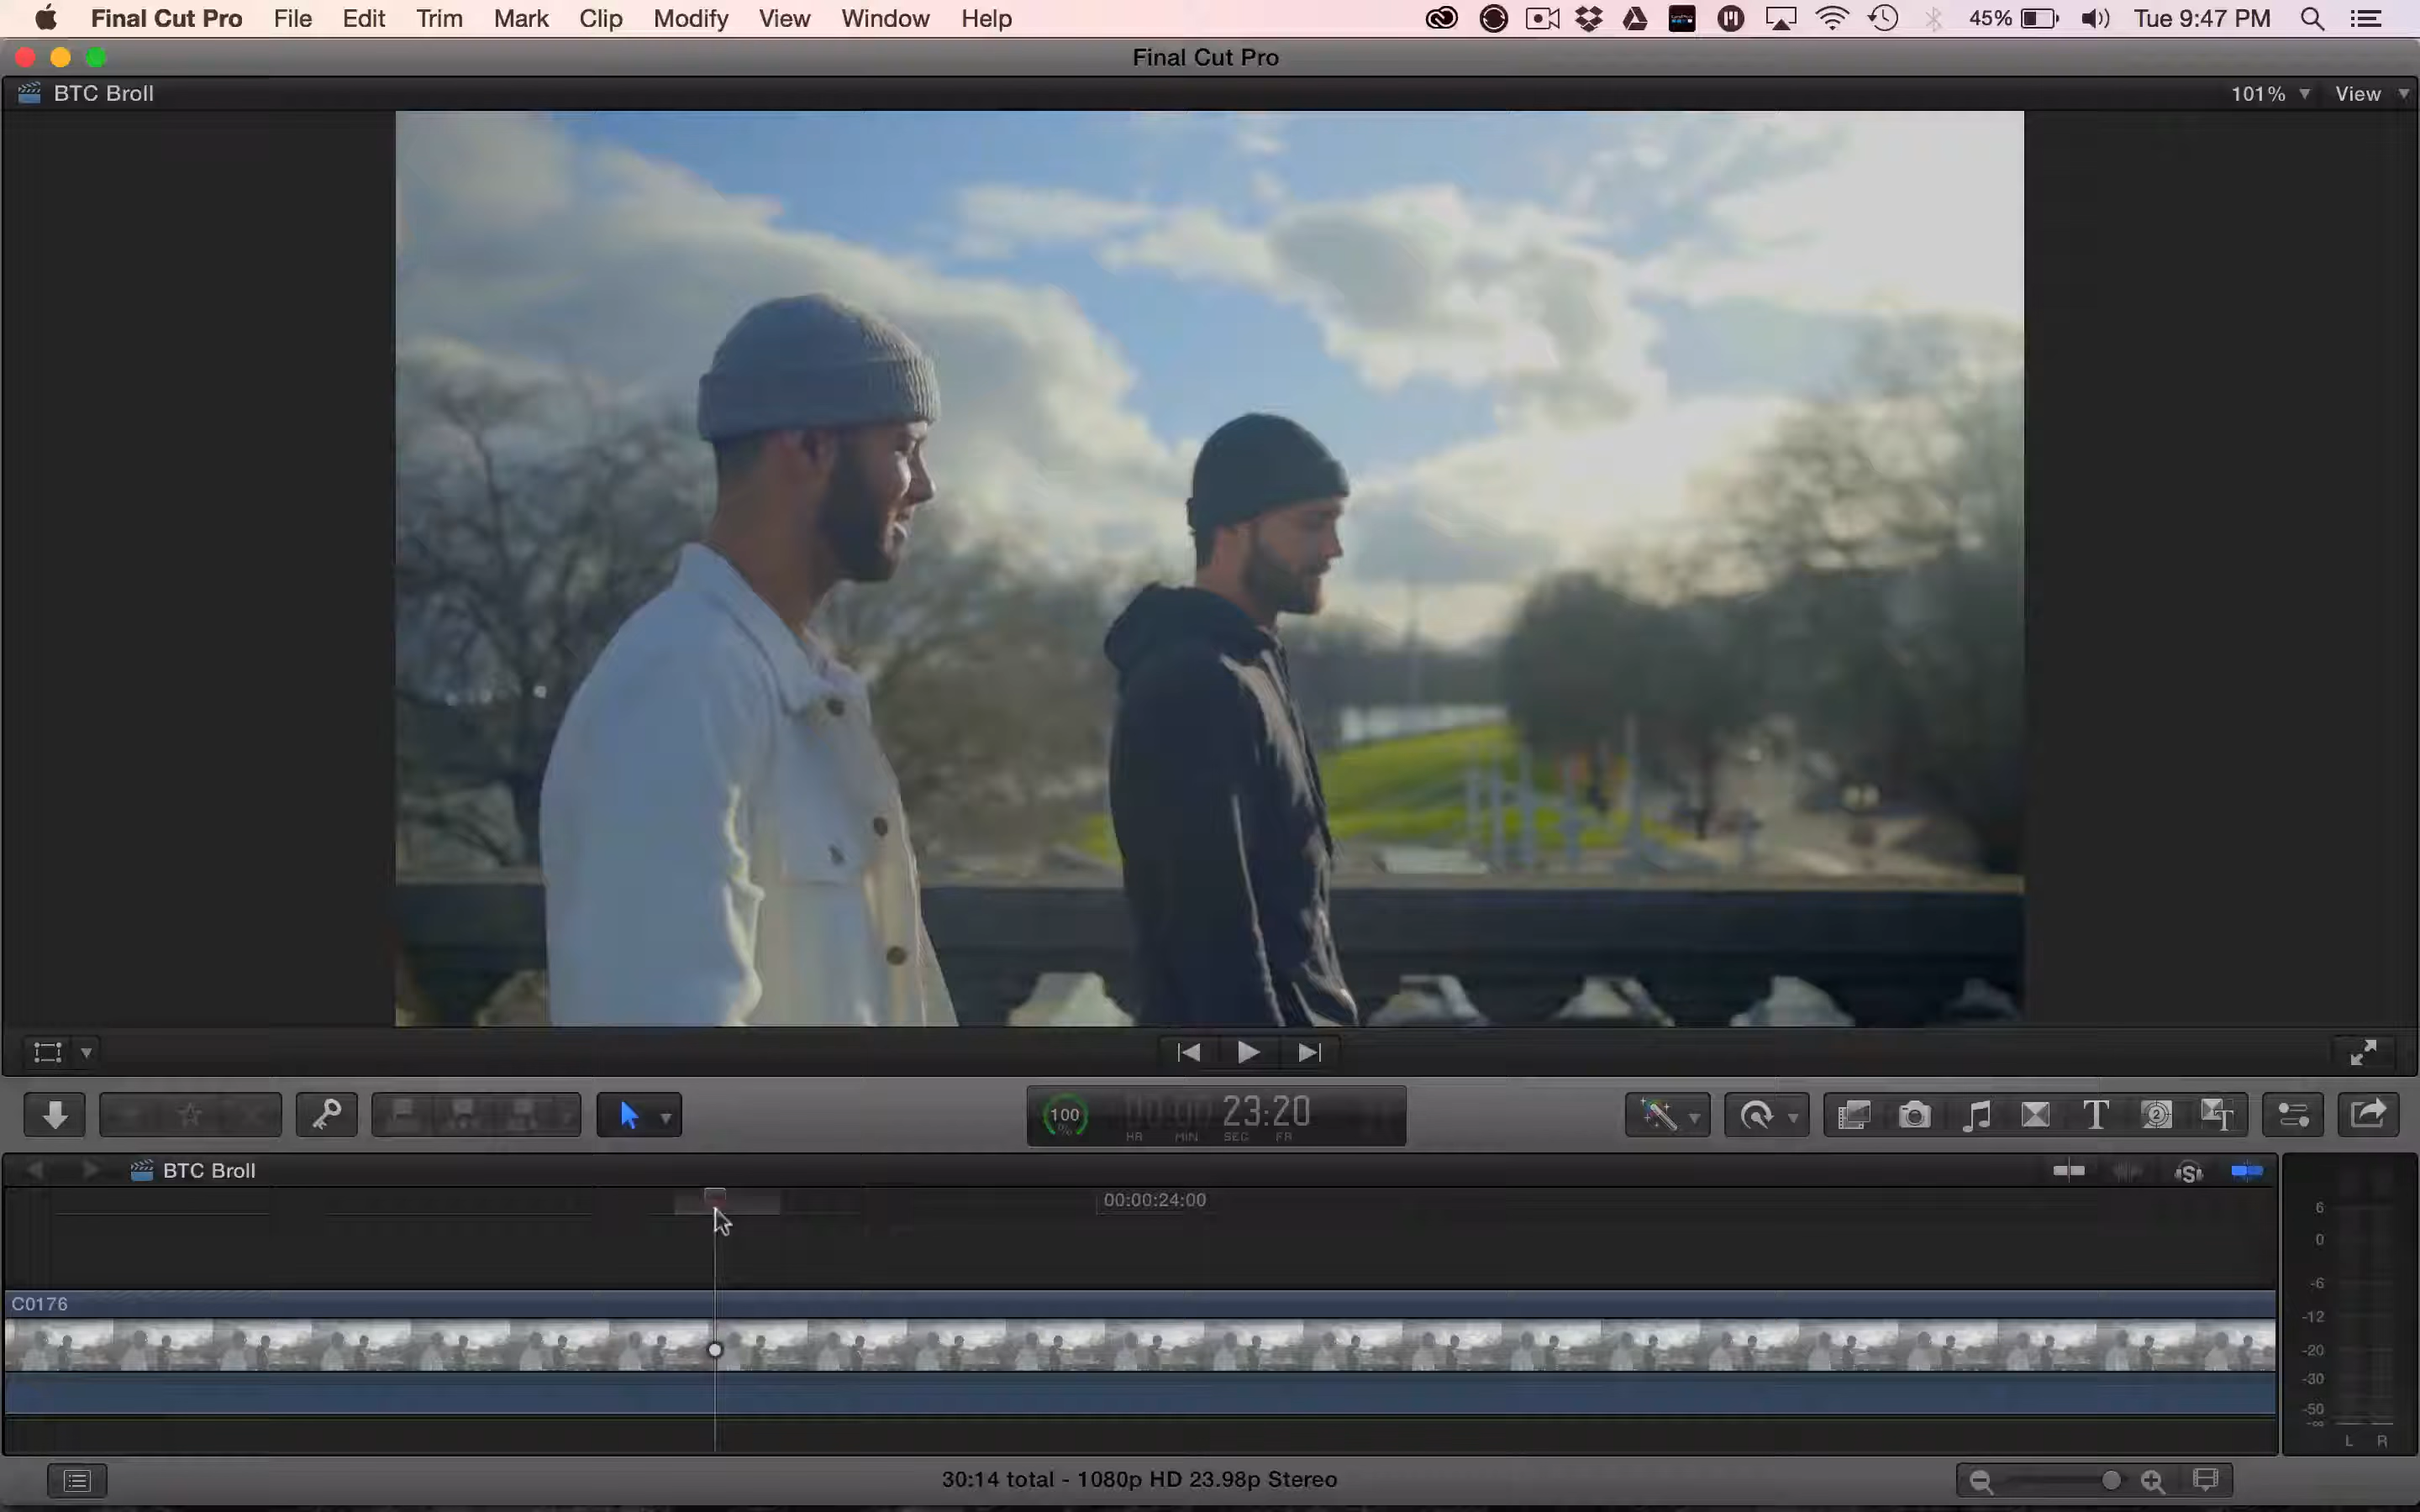 Final Cut Pro File Edit Trim Mark Clip Modify View Window Help 45% Tue 9:47 PM
Final Cut Pro
BTC Broll 101% View
100 % 00:00 23:20
HR MIN SEC FR
BTC Broll
00:00:24:00
C0176
6
0
-6
-12
-20
-30
-50
-∞
L R
30:14 total - 1080p HD 23.98p Stereo